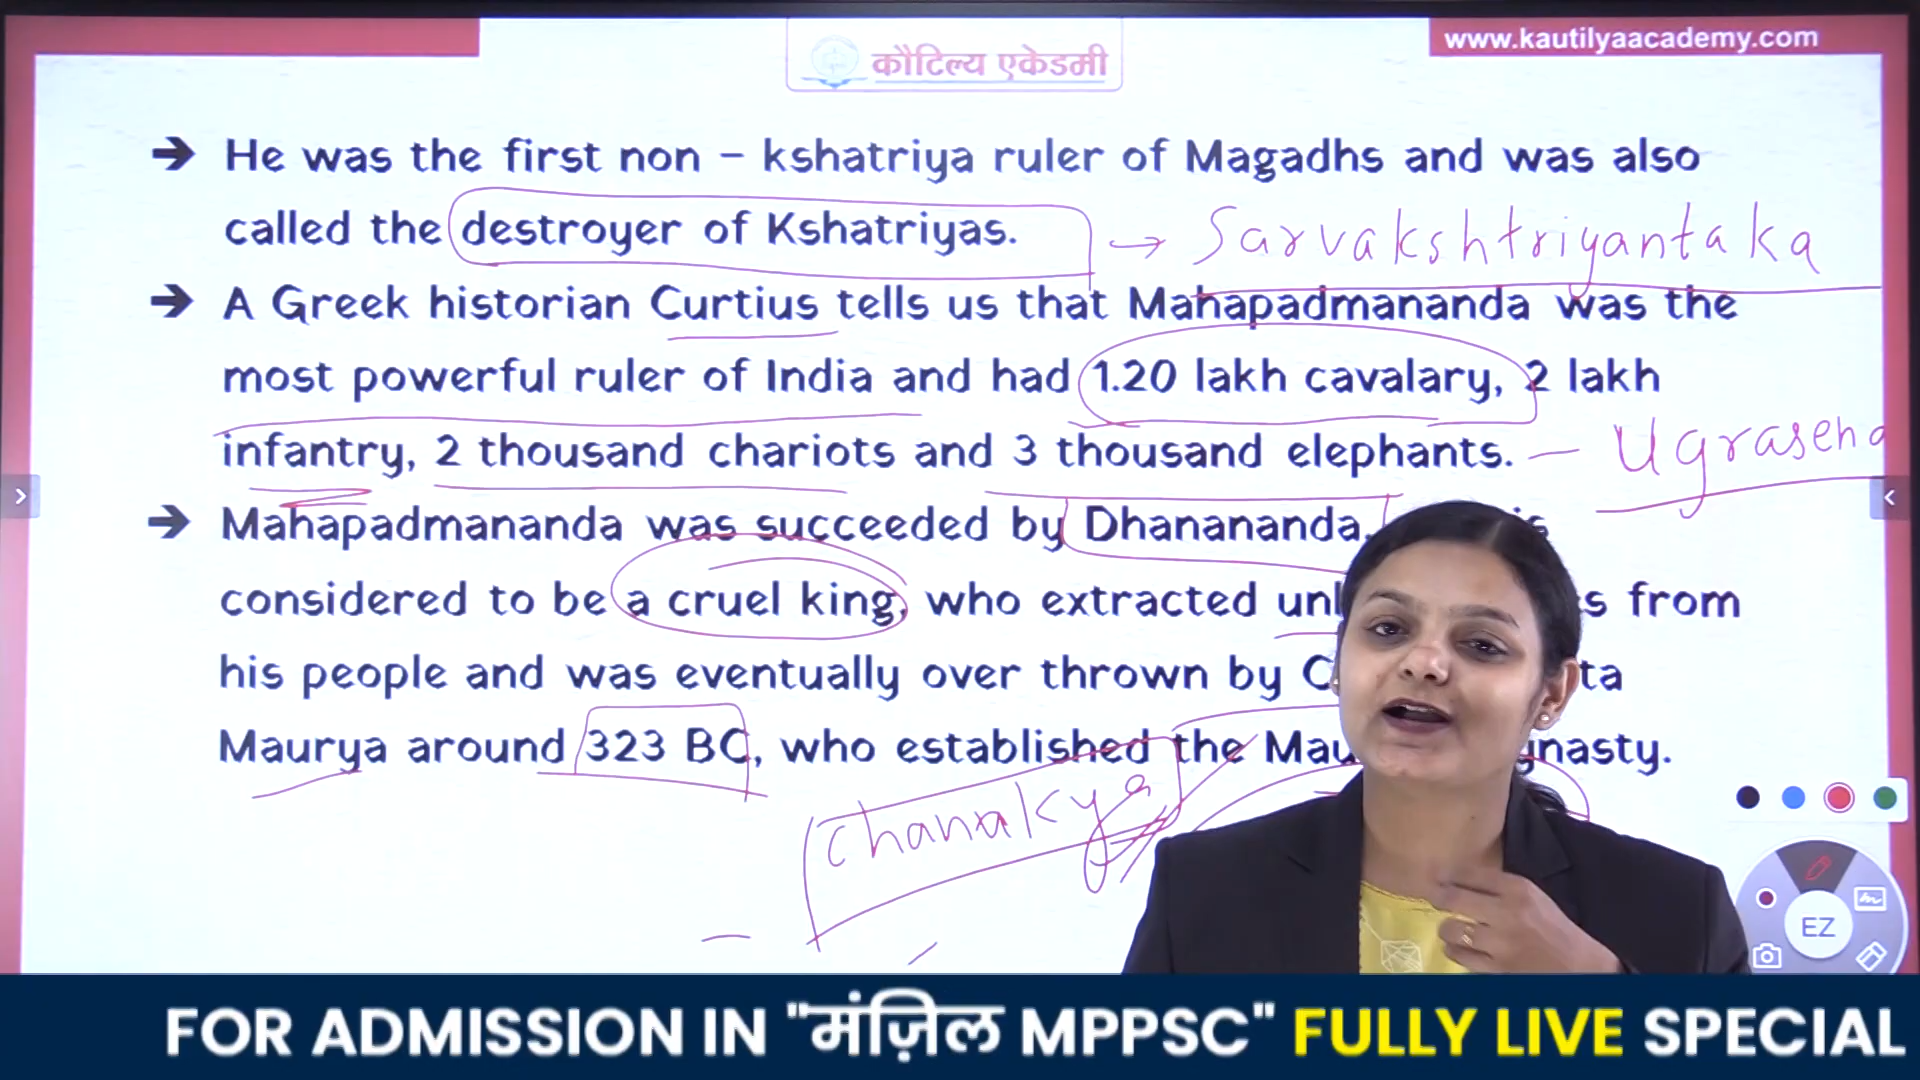 www.kautilyaacademy.com
कौटिल्य एकेडमी
→ He was the first non – kshatriya ruler of Magadhs and was also
called the destroyer of Kshatriyas. → Sarvakshtriyantaka
→ A Greek historian Curtius tells us that Mahapadmananda was the
most powerful ruler of India and had 1.20 lakh cavalary, 2 lakh
infantry, 2 thousand chariots and 3 thousand elephants. – Ugrasena
→ Mahapadmananda was succeeded by Dhanananda.
considered to be a cruel king, who extracted from
his people and was eventually over thrown by
Maurya around 323 BC, who established the
Chanakya
EZ
FOR ADMISSION IN "मंज़िल MPPSC" FULLY LIVE SPECIAL